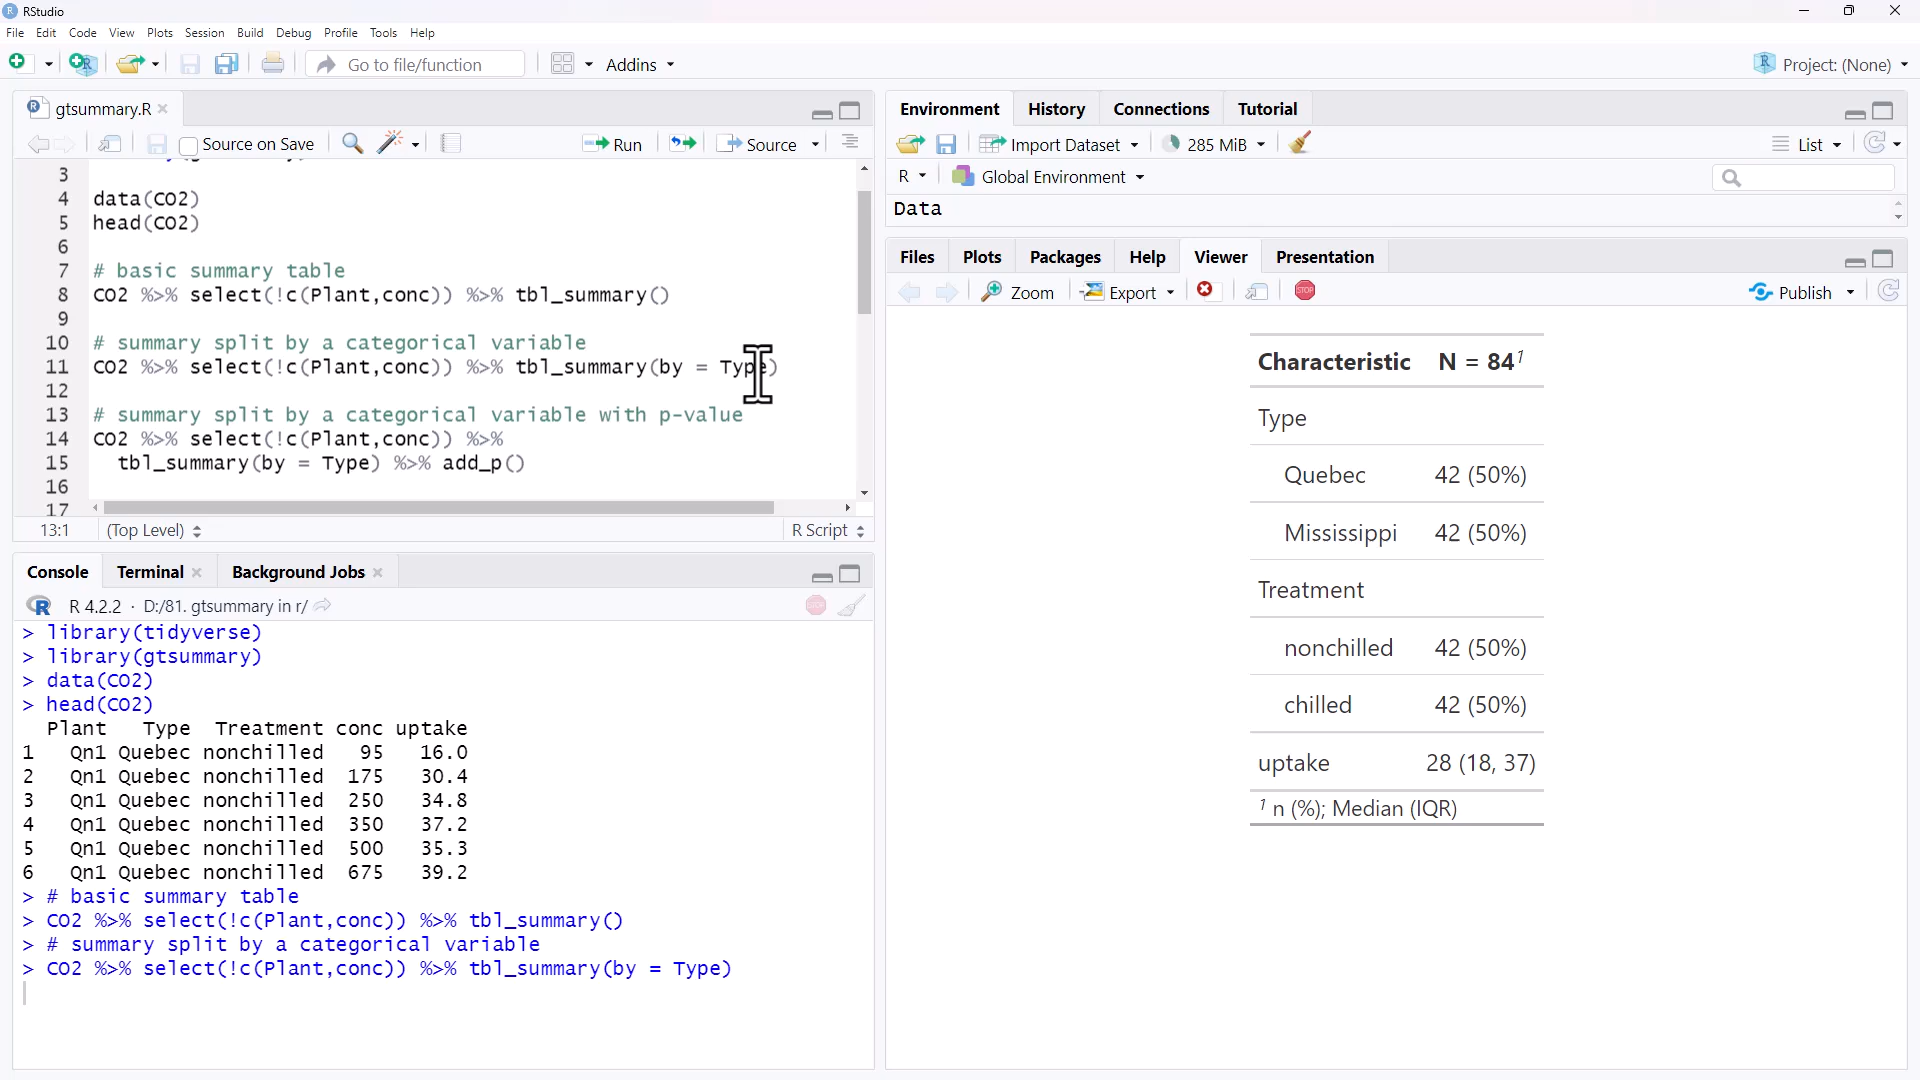 RStudio
File Edit Code View Plots Session Build Debug Profile Tools Help
Go to file/function Addins Project: (None)
gtsummary.R
Source on Save Run Source
3
4 data(CO2)
5 head(CO2)
6
7 # basic summary table
8 CO2 %>% select(!c(Plant,conc)) %>% tbl_summary()
9
10 # summary split by a categorical variable
11 CO2 %>% select(!c(Plant,conc)) %>% tbl_summary(by = Type)
12
13 # summary split by a categorical variable with p-value
14 CO2 %>% select(!c(Plant,conc)) %>%
15 tbl_summary(by = Type) %>% add_p()
16
17
13:1 (Top Level) R Script
Console Terminal Background Jobs
R 4.2.2 · D:/81. gtsummary in r/
> library(tidyverse)
> library(gtsummary)
> data(CO2)
> head(CO2)
Plant Type Treatment conc uptake
1 Qn1 Quebec nonchilled 95 16.0
2 Qn1 Quebec nonchilled 175 30.4
3 Qn1 Quebec nonchilled 250 34.8
4 Qn1 Quebec nonchilled 350 37.2
5 Qn1 Quebec nonchilled 500 35.3
6 Qn1 Quebec nonchilled 675 39.2
> # basic summary table
> CO2 %>% select(!c(Plant,conc)) %>% tbl_summary()
> # summary split by a categorical variable
> CO2 %>% select(!c(Plant,conc)) %>% tbl_summary(by = Type)
Environment History Connections Tutorial
Import Dataset 285 MiB List
R Global Environment
Data
Files Plots Packages Help Viewer Presentation
Zoom Export STOP Publish
Characteristic N = 84¹
Type
Quebec 42 (50%)
Mississippi 42 (50%)
Treatment
nonchilled 42 (50%)
chilled 42 (50%)
uptake 28 (18, 37)
¹ n (%); Median (IQR)